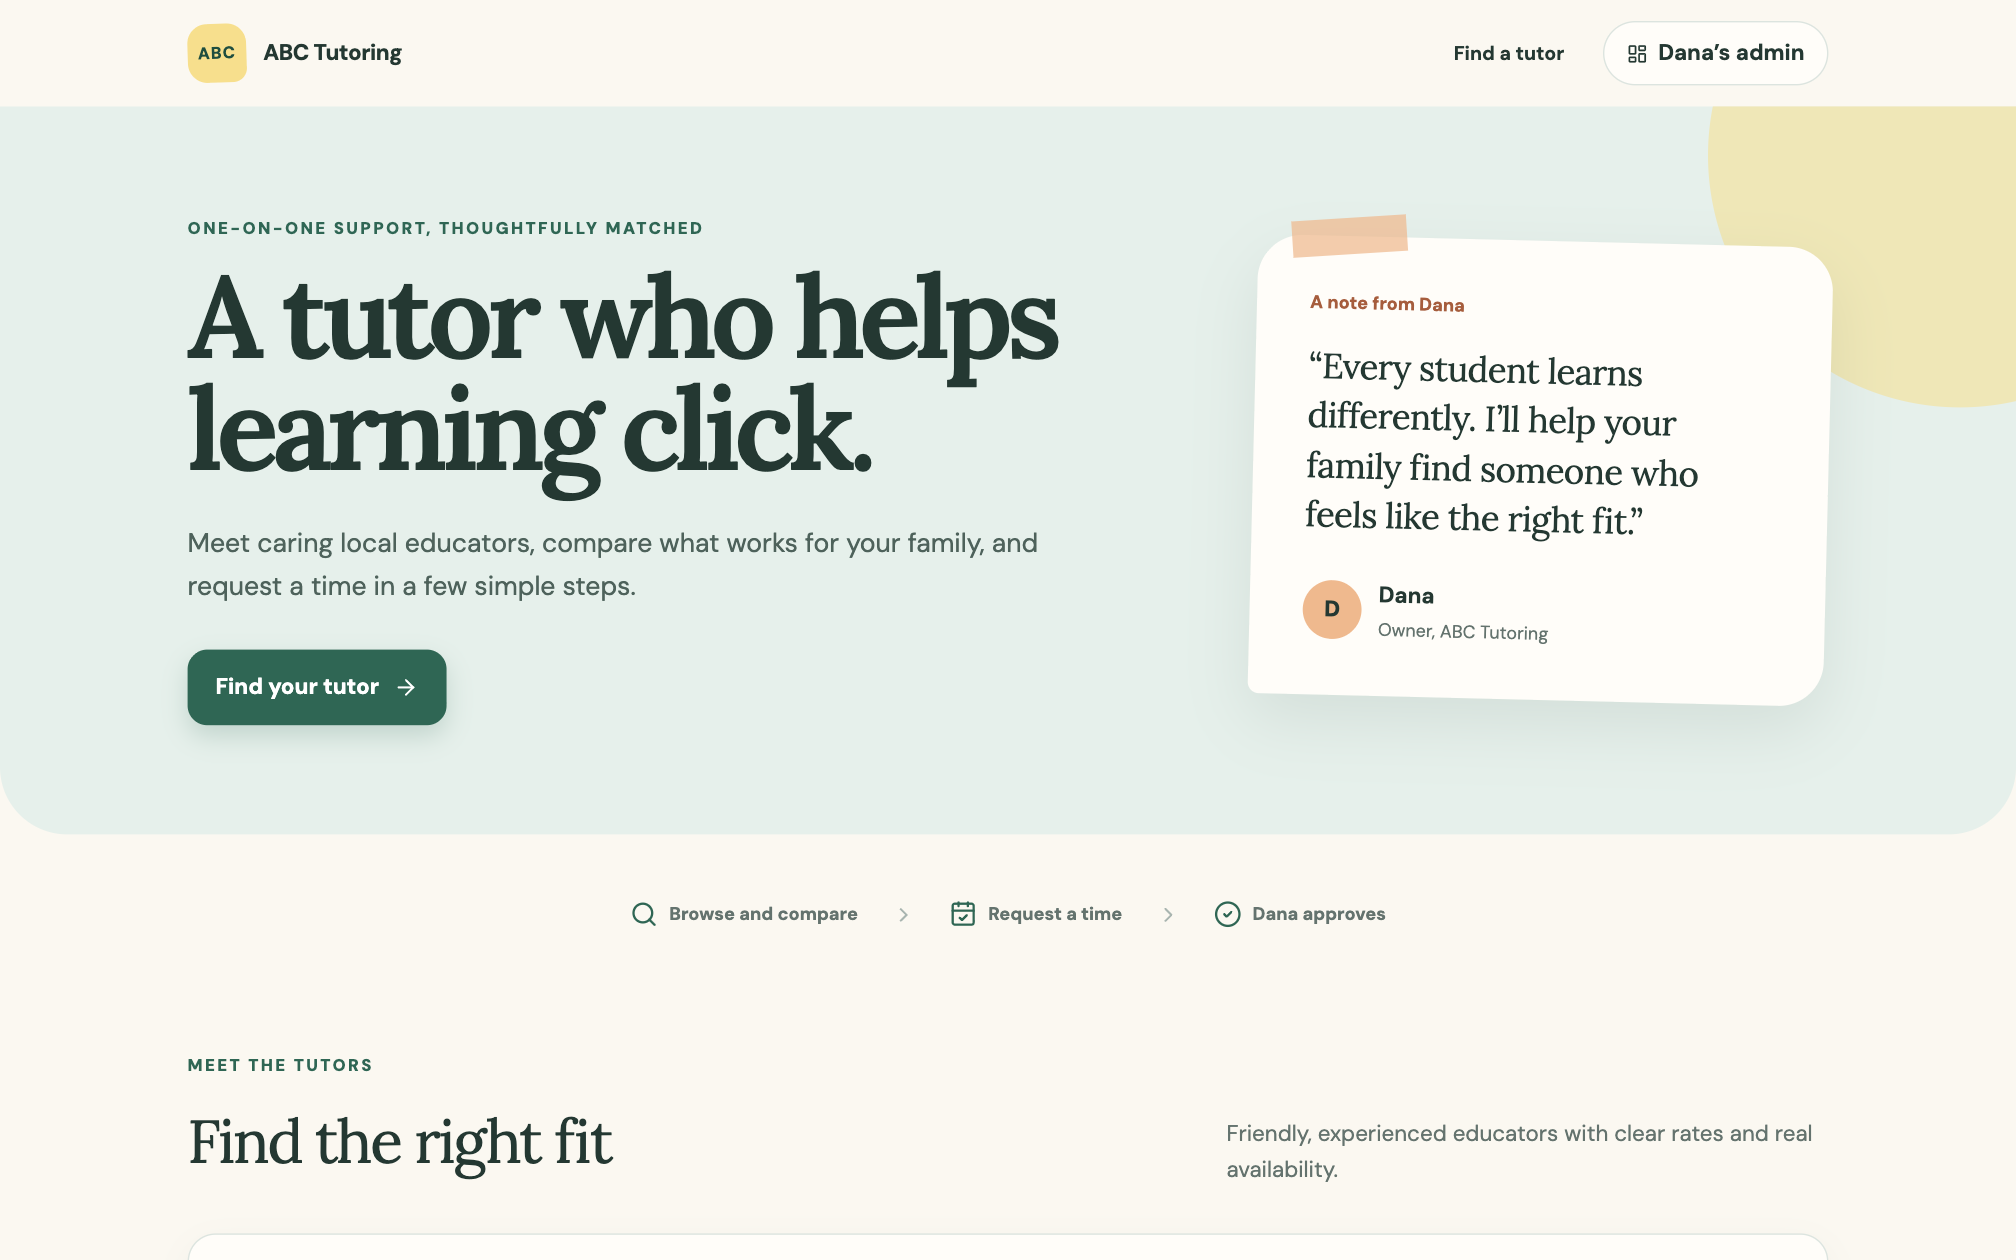 ABC
ABC Tutoring
Find a tutor
Dana’s admin
ONE-ON-ONE SUPPORT, THOUGHTFULLY MATCHED
A tutor who helps
learning click.
Meet caring local educators, compare what works for your family, and
request a time in a few simple steps.
Find your tutor
A note from Dana
“Every student learns
differently. I’ll help your
family find someone who
feels like the right fit.”
D
Dana
Owner, ABC Tutoring
Browse and compare
Request a time
Dana approves
MEET THE TUTORS
Find the right fit
Friendly, experienced educators with clear rates and real
availability.